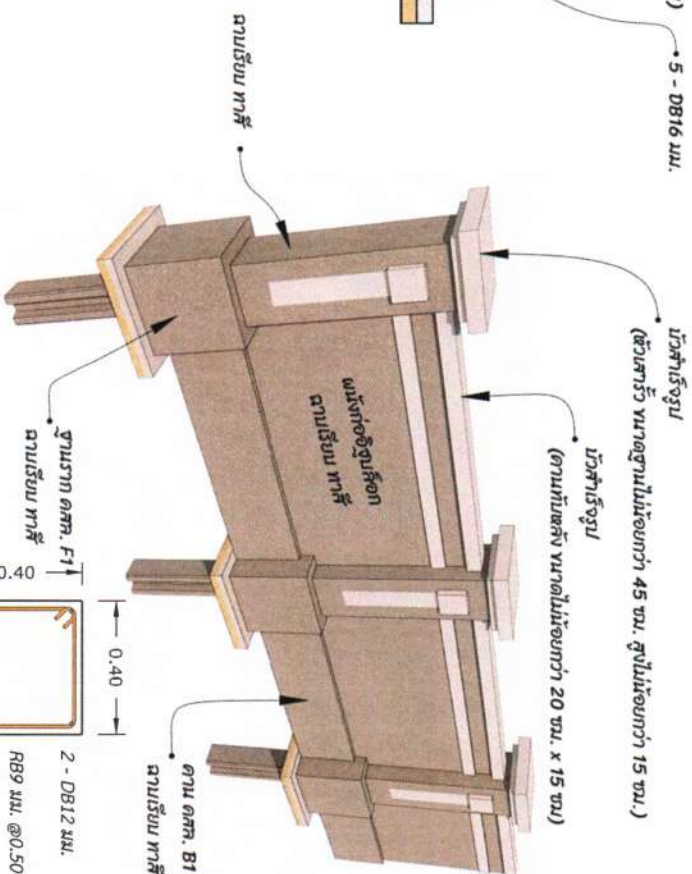 5 - DB16 มม.
บัวสำเร็จรูป
(หัวเสารั้ว ขนาดฐานไม่น้อยกว่า 45 ซม. สูงไม่น้อยกว่า 15 ซม.)
บัวสำเร็จรูป
(คานทับหลัง ขนาดไม่น้อยกว่า 20 ซม. x 15 ซม)
ฉาบเรียบ ทาสี
ผนังก่ออิฐบล็อก
ฉาบเรียบ ทาสี
ฐานราก คสล. F1
ฉาบเรียบ ทาสี
คาน คสล. B1
ฉาบเรียบ ทาสี
0.40
0.40
2 - DB12 มม.
RB9 มม. @0.50